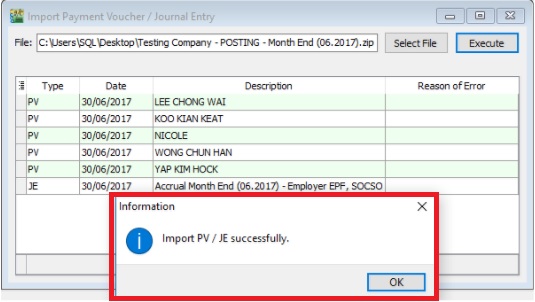 Import Payment Voucher / Journal Entry
File: C:\Users\SQL\Desktop\Testing Company - POSTING - Month End (06.2017).zip Select File Execute
Type Date Description Reason of Error
PV 30/06/2017 LEE CHONG WAI
PV 30/06/2017 KOO KIAN KEAT
PV 30/06/2017 NICOLE
PV 30/06/2017 WONG CHUN HAN
PV 30/06/2017 YAP KIM HOCK
JE 30/06/2017 Accrual Month End (06.2017) - Employer EPF, SOCSO
Information
Import PV / JE successfully.
OK